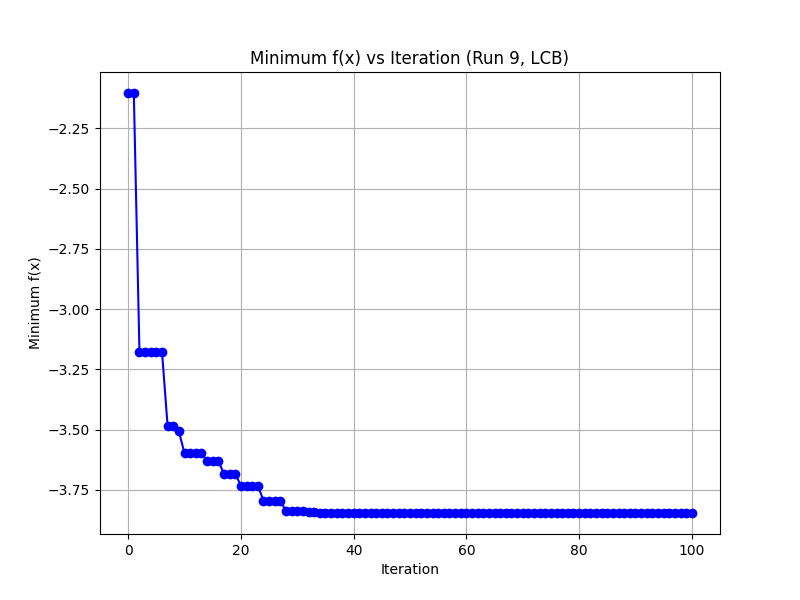 Minimum f(x) vs Iteration (Run 9, LCB)
Minimum f(x)
−2.25
−2.50
−2.75
−3.00
−3.25
−3.50
−3.75
0 20 40 60 80 100
Iteration